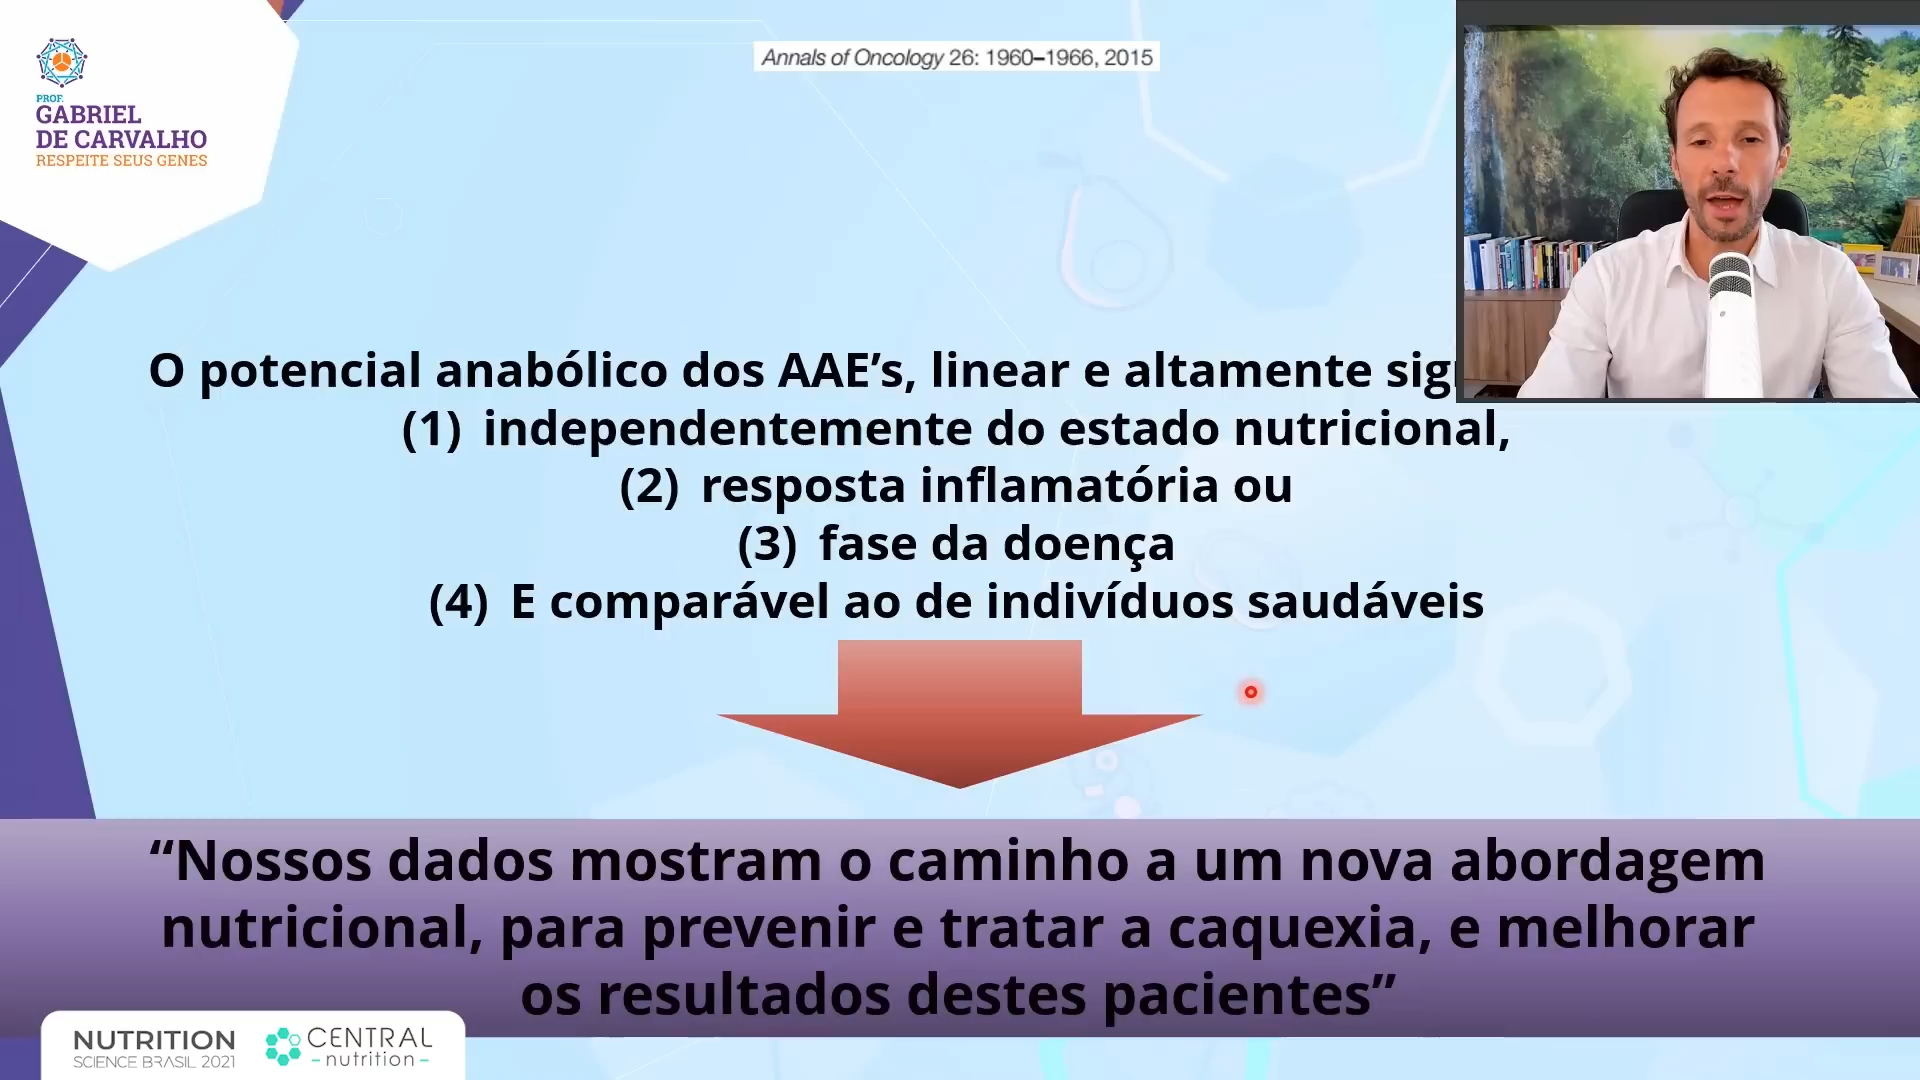 PROF.
GABRIEL
DE CARVALHO
RESPEITE SEUS GENES
Annals of Oncology 26: 1960–1966, 2015
O potencial anabólico dos AAE’s, linear e altamente
(1) independentemente do estado nutricional,
(2) resposta inflamatória ou
(3) fase da doença
(4) E comparável ao de indivíduos saudáveis
“Nossos dados mostram o caminho a um nova abordagem
nutricional, para prevenir e tratar a caquexia, e melhorar
os resultados destes pacientes”
NUTRITION
SCIENCE BRASIL 2021
CENTRAL
nutrition